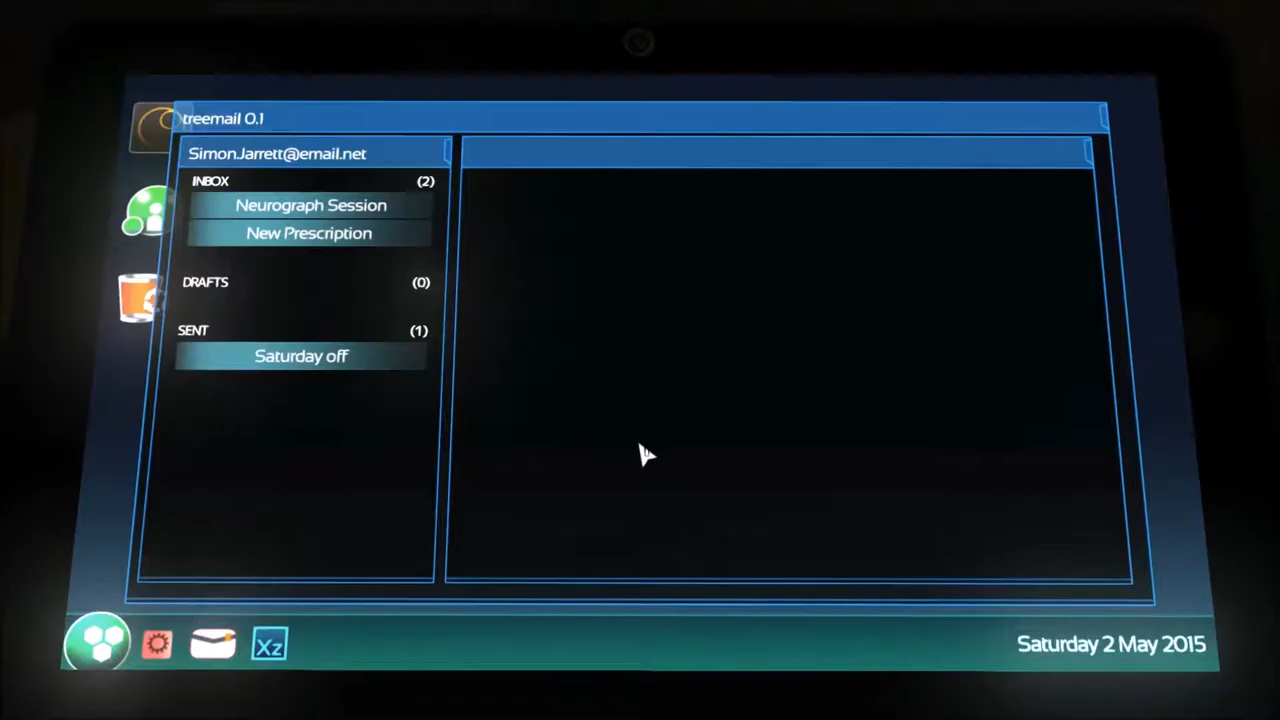 treemail 0.1
Simon.Jarrett@email.net
INBOX (2)
Neurograph Session
New Prescription
DRAFTS (0)
SENT (1)
Saturday off
Xz
Saturday 2 May 2015